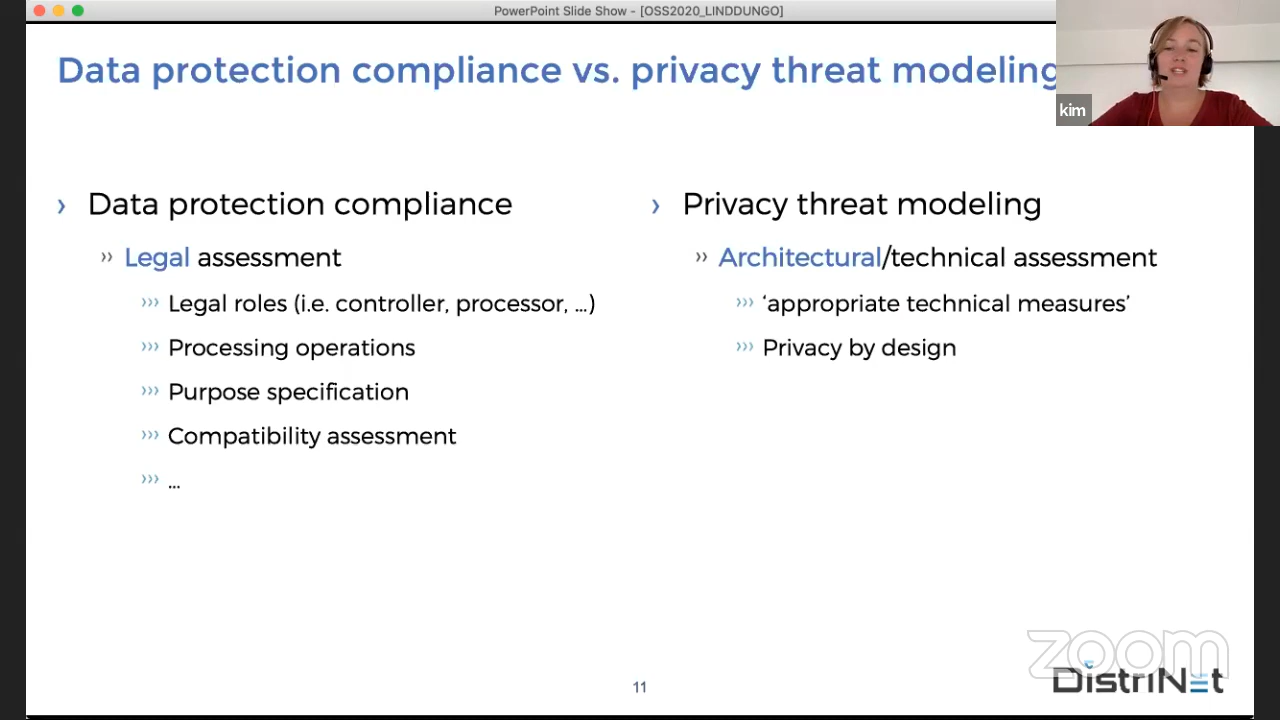 PowerPoint Slide Show - [OSS2020_LINDDUNGO]
Data protection compliance vs. privacy threat modeling
kim
› Data protection compliance
›› Legal assessment
››› Legal roles (i.e. controller, processor, …)
››› Processing operations
››› Purpose specification
››› Compatibility assessment
››› …
› Privacy threat modeling
›› Architectural/technical assessment
››› ‘appropriate technical measures’
››› Privacy by design
zoom
DistriNet
11